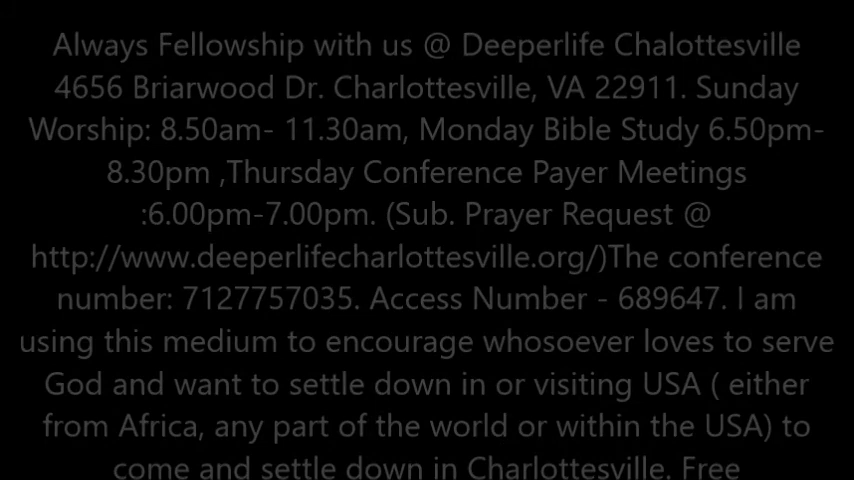 Always Fellowship with us @ Deeperlife Chalottesville
4656 Briarwood Dr. Charlottesville, VA 22911. Sunday
Worship: 8.50am- 11.30am, Monday Bible Study 6.50pm-
8.30pm ,Thursday Conference Payer Meetings
:6.00pm-7.00pm. (Sub. Prayer Request @
http://www.deeperlifecharlottesville.org/)The conference
number: 7127757035. Access Number - 689647. I am
using this medium to encourage whosoever loves to serve
God and want to settle down in or visiting USA ( either
from Africa, any part of the world or within the USA) to
come and settle down in Charlottesville. Free